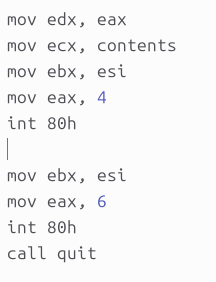 mov edx, eax
mov ecx, contents
mov ebx, esi
mov eax, 4
int 80h
mov ebx, esi
mov eax, 6
int 80h
call quit